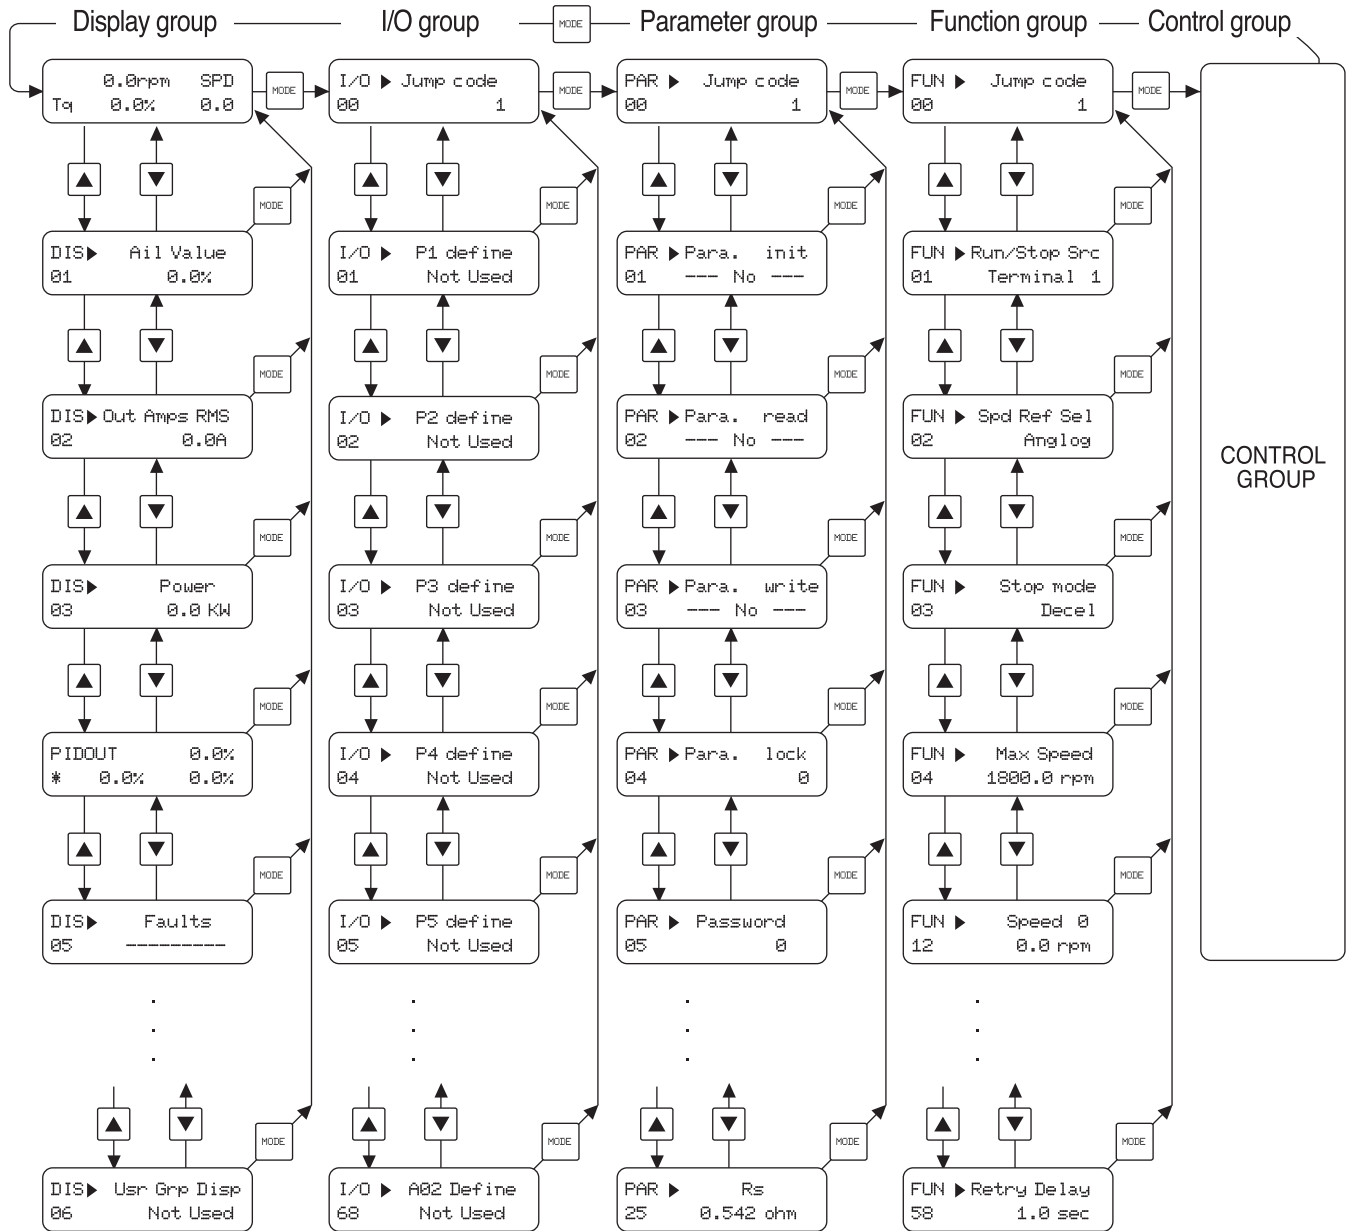 Display group I/O group MODE Parameter group Function group Control group
0.0rpm SPD
Tq 0.0% 0.0
MODE
I/O ▶ Jump code
00 1
MODE
PAR ▶ Jump code
00 1
MODE
FUN ▶ Jump code
00 1
MODE
MODE MODE MODE MODE
DIS▶ Ail Value
01 0.0%
I/O ▶ P1 define
01 Not Used
PAR ▶ Para. init
01 --- No ---
FUN ▶ Run/Stop Src
01 Terminal 1
MODE MODE MODE MODE
DIS▶ Out Amps RMS
02 0.0A
I/O ▶ P2 define
02 Not Used
PAR ▶ Para. read
02 --- No ---
FUN ▶ Spd Ref Sel
02 Anglog
CONTROL
GROUP
MODE MODE MODE MODE
DIS▶ Power
03 0.0 KW
I/O ▶ P3 define
03 Not Used
PAR ▶ Para. write
03 --- No ---
FUN ▶ Stop mode
03 Decel
MODE MODE MODE MODE
PIDOUT 0.0%
* 0.0% 0.0%
I/O ▶ P4 define
04 Not Used
PAR ▶ Para. lock
04 0
FUN ▶ Max Speed
04 1800.0 rpm
MODE MODE MODE MODE
DIS▶ Faults
05 ---------
I/O ▶ P5 define
05 Not Used
PAR ▶ Password
05 0
FUN ▶ Speed 0
12 0.0 rpm
MODE MODE MODE MODE
DIS▶ Usr Grp Disp
06 Not Used
I/O ▶ A02 Define
68 Not Used
PAR ▶ Rs
25 0.542 ohm
FUN ▶ Retry Delay
58 1.0 sec